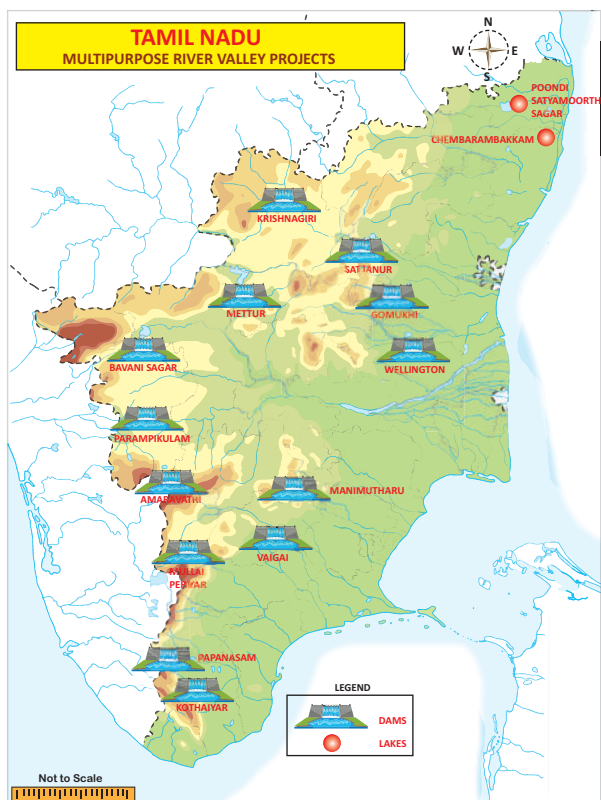 TAMIL NADU
MULTIPURPOSE RIVER VALLEY PROJECTS
N
W E
S
POONDI
SATYAMOORTH
SAGAR
CHEMBARAMBAKKAM
KRISHNAGIRI
SATTANUR
METTUR
GOMUKHI
BAVANI SAGAR
WELLINGTON
PARAMPIKULAM
AMARAVATHI
MANIMUTHARU
VAIGAI
MULLAI
PERIYAR
PAPANASAM
KOTHAIYAR
LEGEND
DAMS
LAKES
Not to Scale